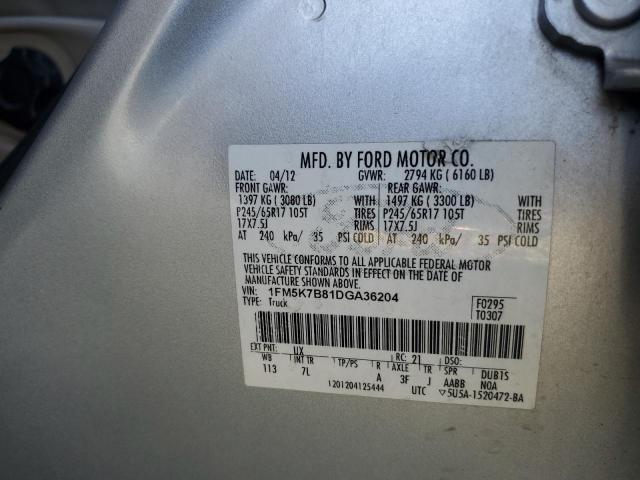 MFD. BY FORD MOTOR CO.
DATE: 04/12 GVWR: 2794 KG ( 6160 LB)
FRONT GAWR: REAR GAWR:
1397 KG ( 3080 LB) WITH 1497 KG ( 3300 LB) WITH
P245/65R17 105T TIRES P245/65R17 105T TIRES
17X7.5J RIMS 17X7.5J RIMS
AT 240 kPa/ 35 PSI COLD AT 240 kPa/ 35 PSI COLD
THIS VEHICLE CONFORMS TO ALL APPLICABLE FEDERAL MOTOR
VEHICLE SAFETY STANDARDS IN EFFECT ON THE DATE OF
MANUFACTURE SHOWN ABOVE.
VIN: 1FM5K7B81DGA36204 F0295
TYPE: Truck T0307
EXT PNT: UX RC: 21 DSO:
WB INT TR TP/PS R AXLE TR SPR DUBIS
113 7L A 3F J AABB N0A
1201204125444 UTC 5U5A-1520472-BA